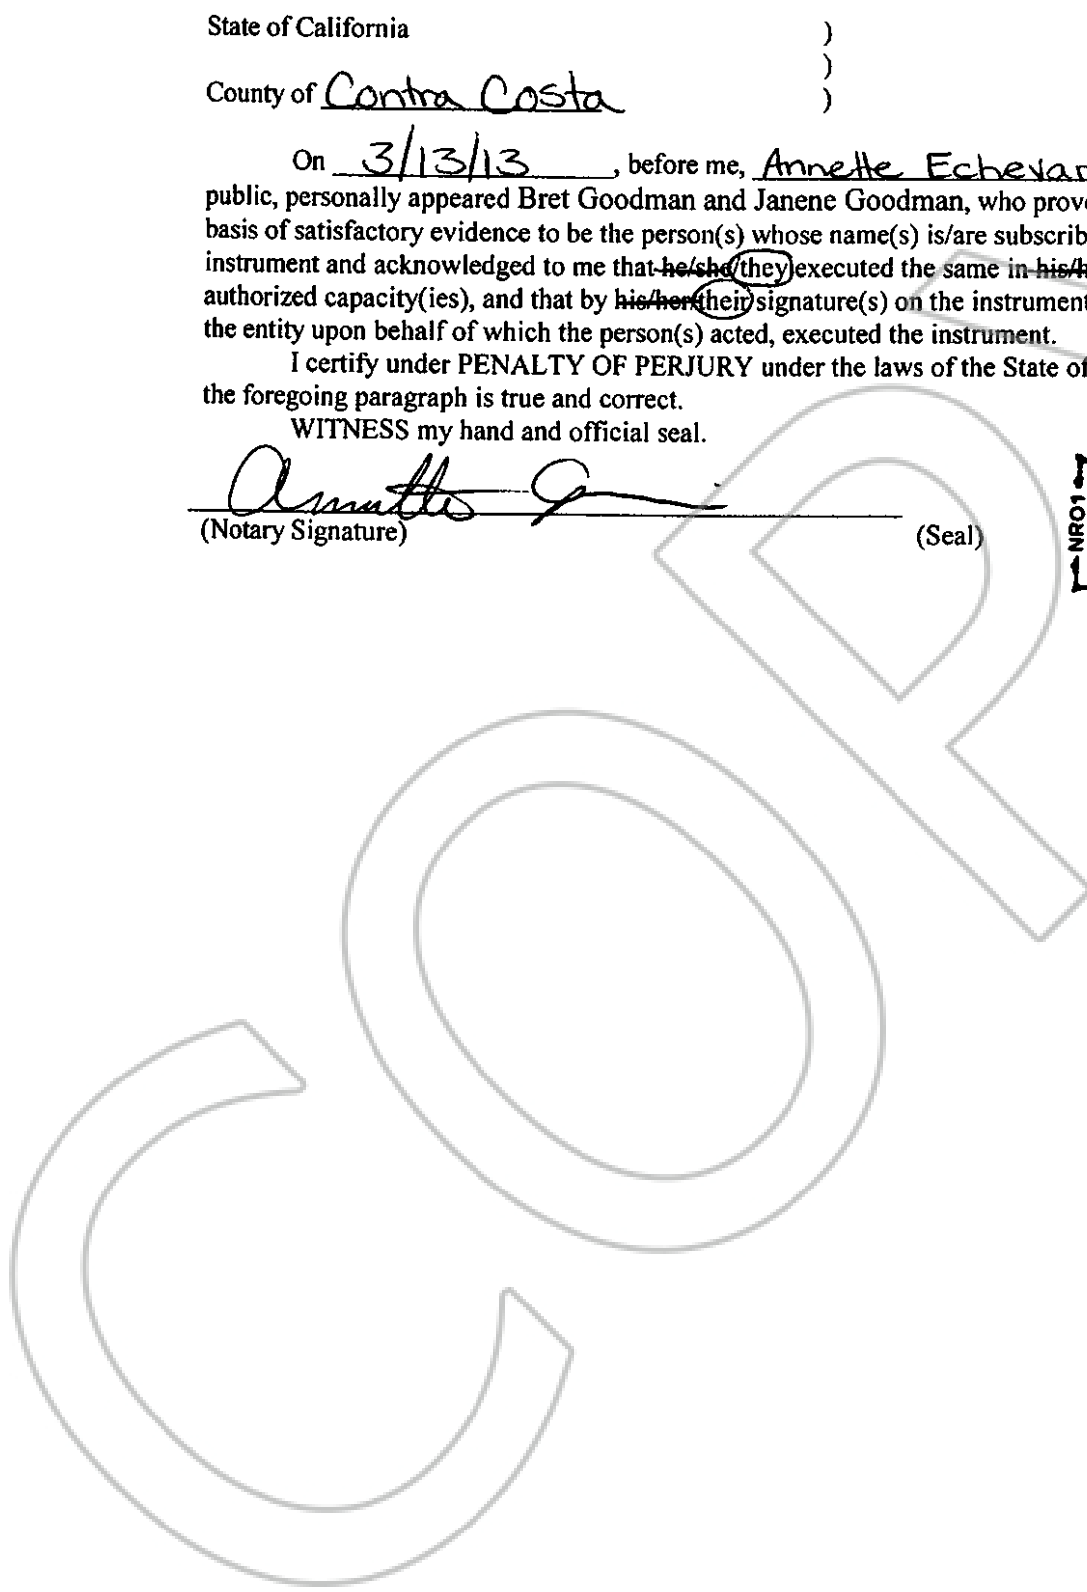 State of California )
)
County of Contra Costa )
On 3/13/13, before me, Annette Echevar
public, personally appeared Bret Goodman and Janene Goodman, who prove
basis of satisfactory evidence to be the person(s) whose name(s) is/are subscrib
instrument and acknowledged to me that he/she/they executed the same in his/h
authorized capacity(ies), and that by his/her/their signature(s) on the instrument
the entity upon behalf of which the person(s) acted, executed the instrument.
I certify under PENALTY OF PERJURY under the laws of the State of
the foregoing paragraph is true and correct.
WITNESS my hand and official seal.
Annette
(Notary Signature) (Seal)
NRO1
COP